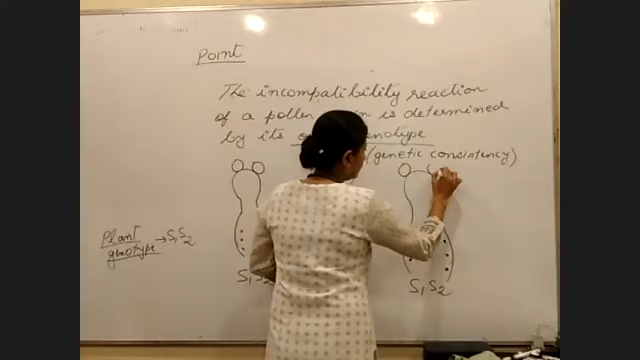 Point
The incompatibility reaction
of a pollen is determined
by its
(genetic consistency)
Plant
genotype → S₁S₂
S₁S₂